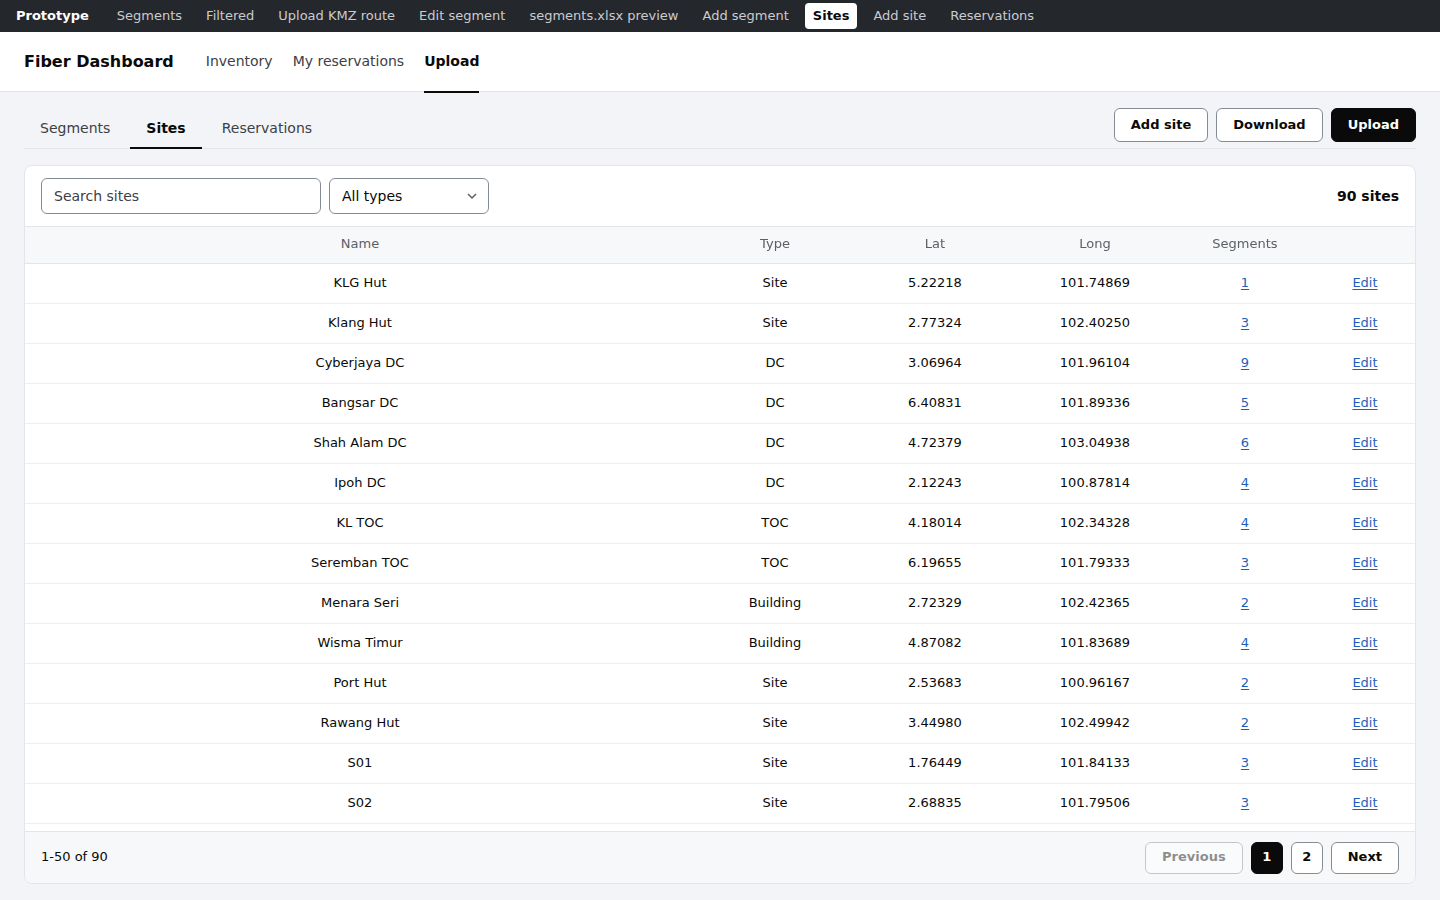 Prototype Segments Filtered Upload KMZ route Edit segment segments.xlsx preview Add segment Sites Add site Reservations
Fiber Dashboard Inventory My reservations Upload
Segments Sites Reservations Add site Download Upload
Search sites All types 90 sites
Name Type Lat Long Segments
KLG Hut Site 5.22218 101.74869 1 Edit
Klang Hut Site 2.77324 102.40250 3 Edit
Cyberjaya DC DC 3.06964 101.96104 9 Edit
Bangsar DC DC 6.40831 101.89336 5 Edit
Shah Alam DC DC 4.72379 103.04938 6 Edit
Ipoh DC DC 2.12243 100.87814 4 Edit
KL TOC TOC 4.18014 102.34328 4 Edit
Seremban TOC TOC 6.19655 101.79333 3 Edit
Menara Seri Building 2.72329 102.42365 2 Edit
Wisma Timur Building 4.87082 101.83689 4 Edit
Port Hut Site 2.53683 100.96167 2 Edit
Rawang Hut Site 3.44980 102.49942 2 Edit
S01 Site 1.76449 101.84133 3 Edit
S02 Site 2.68835 101.79506 3 Edit
1-50 of 90 Previous 1 2 Next